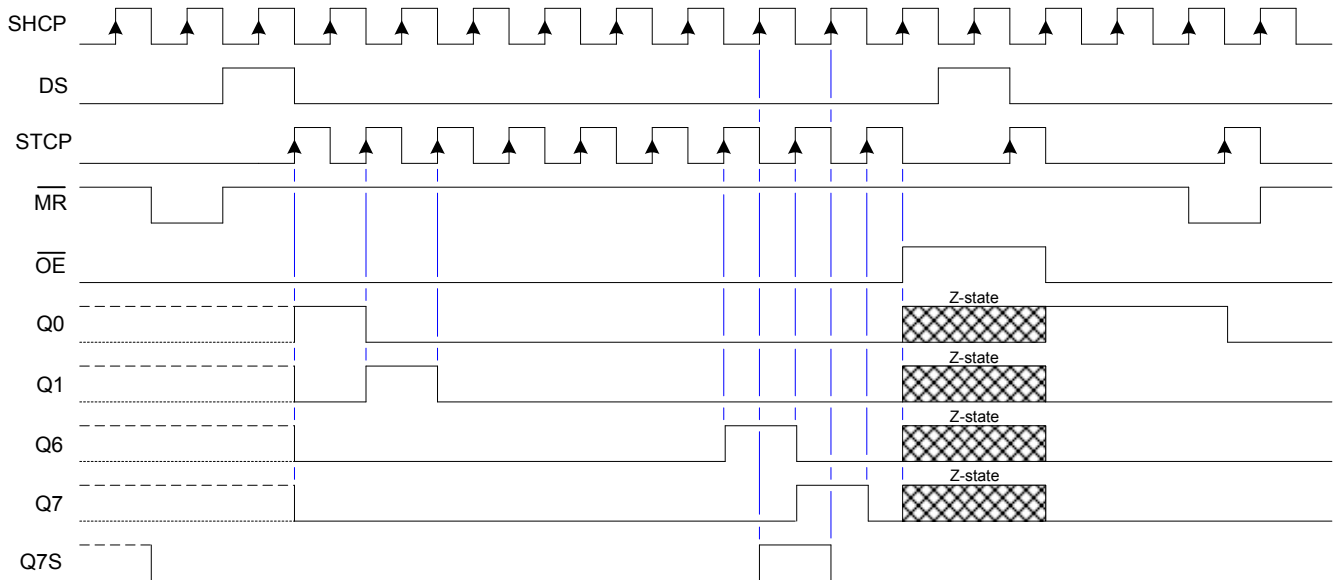 SHCP
DS
STCP
MR
OE
Z-state
Q0
Z-state
Q1
Z-state
Q6
Z-state
Q7
Q7S